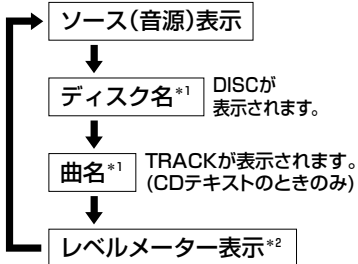 ソース（音源）表示
ディスク名*1
DISCが
表示されます。
曲名*1
TRACKが表示されます。
(CDテキストのときのみ)
レベルメーター表示*2